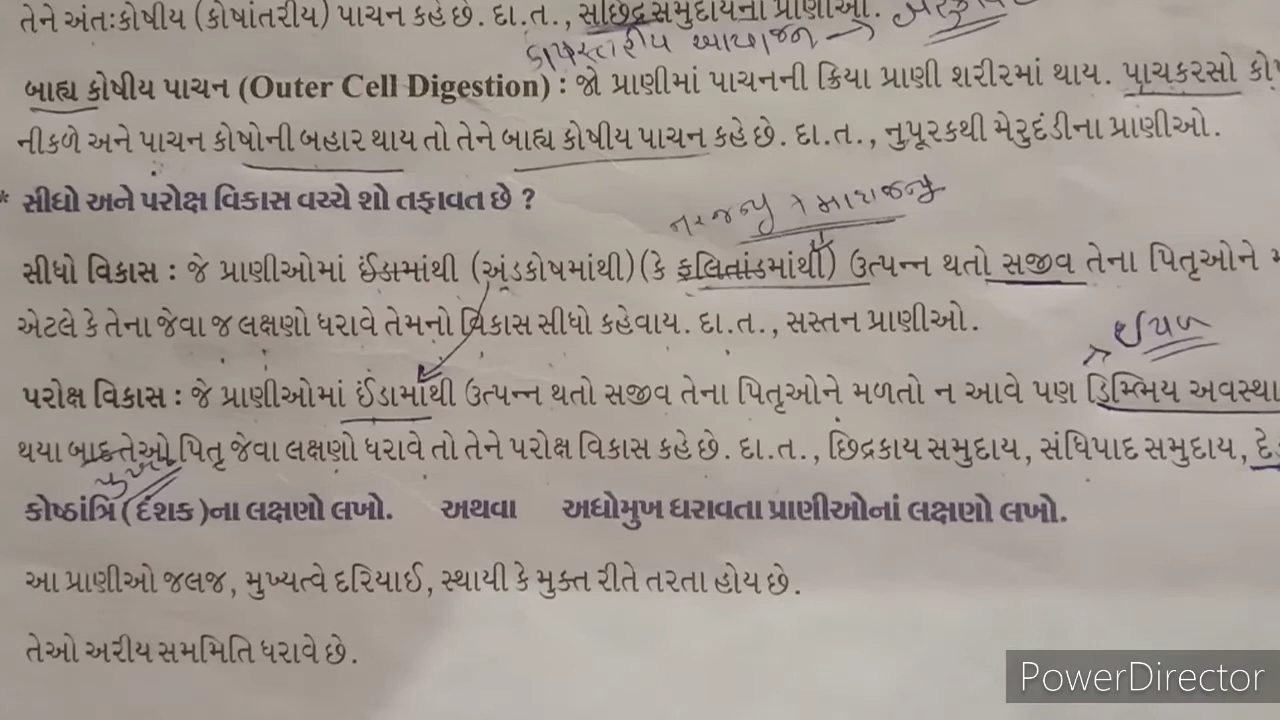 તેને અંતઃકોષીય (કોષાંતરીય) પાચન કહે છે. દા.ત., સછિદ્ર સમુદાયના પ્રાણીઓ.
બાહ્ય કોષીય પાચન (Outer Cell Digestion) : જો પ્રાણીમાં પાચનની ક્રિયા પ્રાણી શરીરમાં થાય. પાચકરસો
નીકળે અને પાચન કોષોની બહાર થાય તો તેને બાહ્ય કોષીય પાચન કહે છે. દા.ત., નુપૂરકથી મેરુદંડીના પ્રાણીઓ.
* સીધો અને પરોક્ષ વિકાસ વચ્ચે શો તફાવત છે ?
નરજન્યુ + માદાજન્યુ
સીધો વિકાસ : જે પ્રાણીઓમાં ઈંડામાંથી (અંડકોષમાંથી) (કે ફલિતાંડમાંથી) ઉત્પન્ન થતો સજીવ તેના પિતૃઓને
એટલે કે તેના જેવા જ લક્ષણો ધરાવે તેમનો વિકાસ સીધો કહેવાય. દા.ત., સસ્તન પ્રાણીઓ.
ઈયળ
પરોક્ષ વિકાસ : જે પ્રાણીઓમાં ઈંડામાંથી ઉત્પન્ન થતો સજીવ તેના પિતૃઓને મળતો ન આવે પણ ડિમ્ભિય અવસ્થા
થયા બાદ તેઓ પિતૃ જેવા લક્ષણો ધરાવે તો તેને પરોક્ષ વિકાસ કહે છે. દા.ત., છિદ્રકાય સમુદાય, સંધિપાદ સમુદાય,
કોષ્ઠાંત્રિ (દંશક)ના લક્ષણો લખો. અથવા અધોમુખ ધરાવતા પ્રાણીઓનાં લક્ષણો લખો.
આ પ્રાણીઓ જલજ, મુખ્યત્વે દરિયાઈ, સ્થાયી કે મુક્ત રીતે તરતા હોય છે.
તેઓ અરીય સમમિતિ ધરાવે છે.
PowerDirector